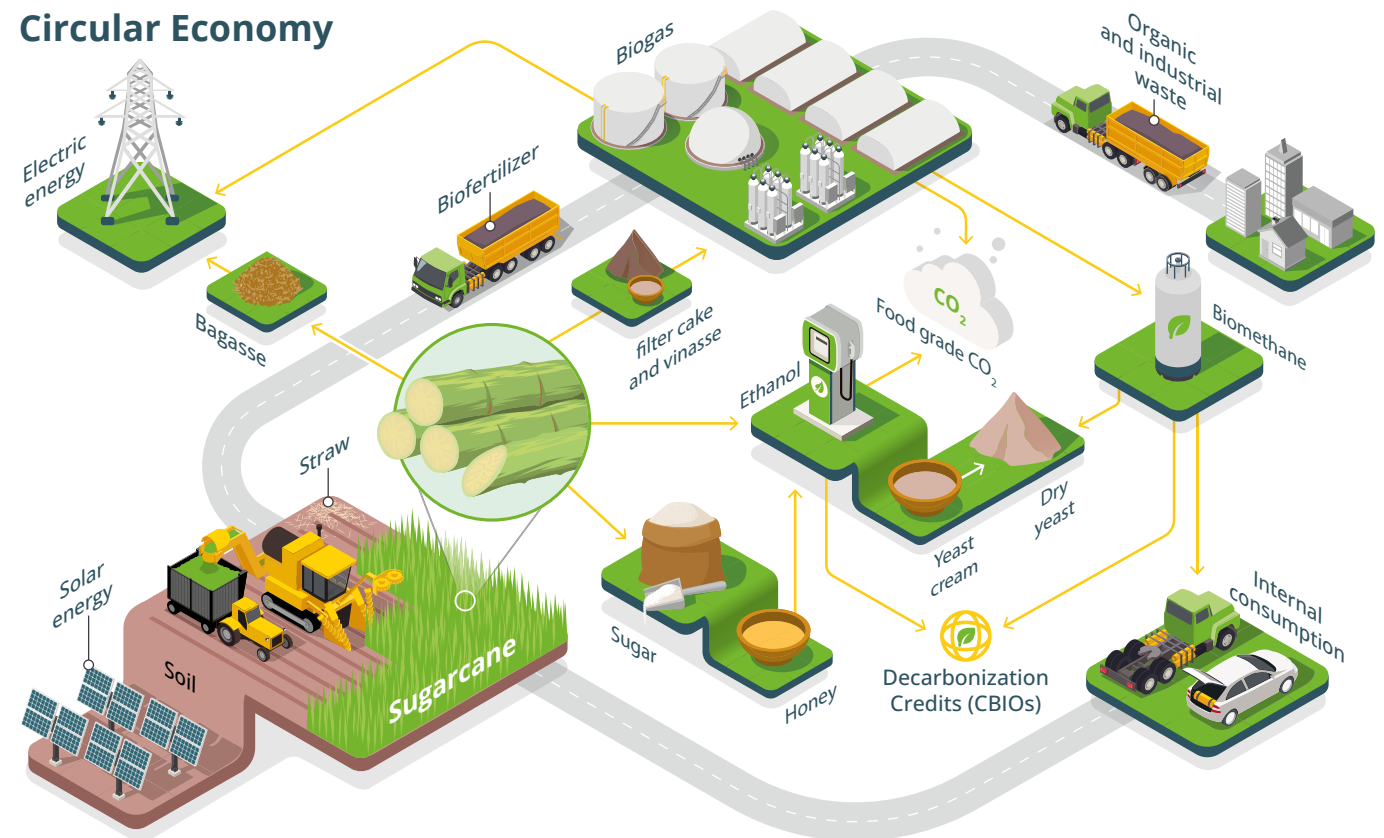 Circular Economy
Biogas
Organic
and industrial
waste
Electric
energy
Biofertilizer
Bagasse
filter cake
and vinasse
CO2
Food grade CO2
Biomethane
Ethanol
Straw
Dry
yeast
Yeast
cream
Solar
energy
Soil
Sugarcane
Sugar
Honey
Decarbonization
Credits (CBIOs)
Internal
consumption